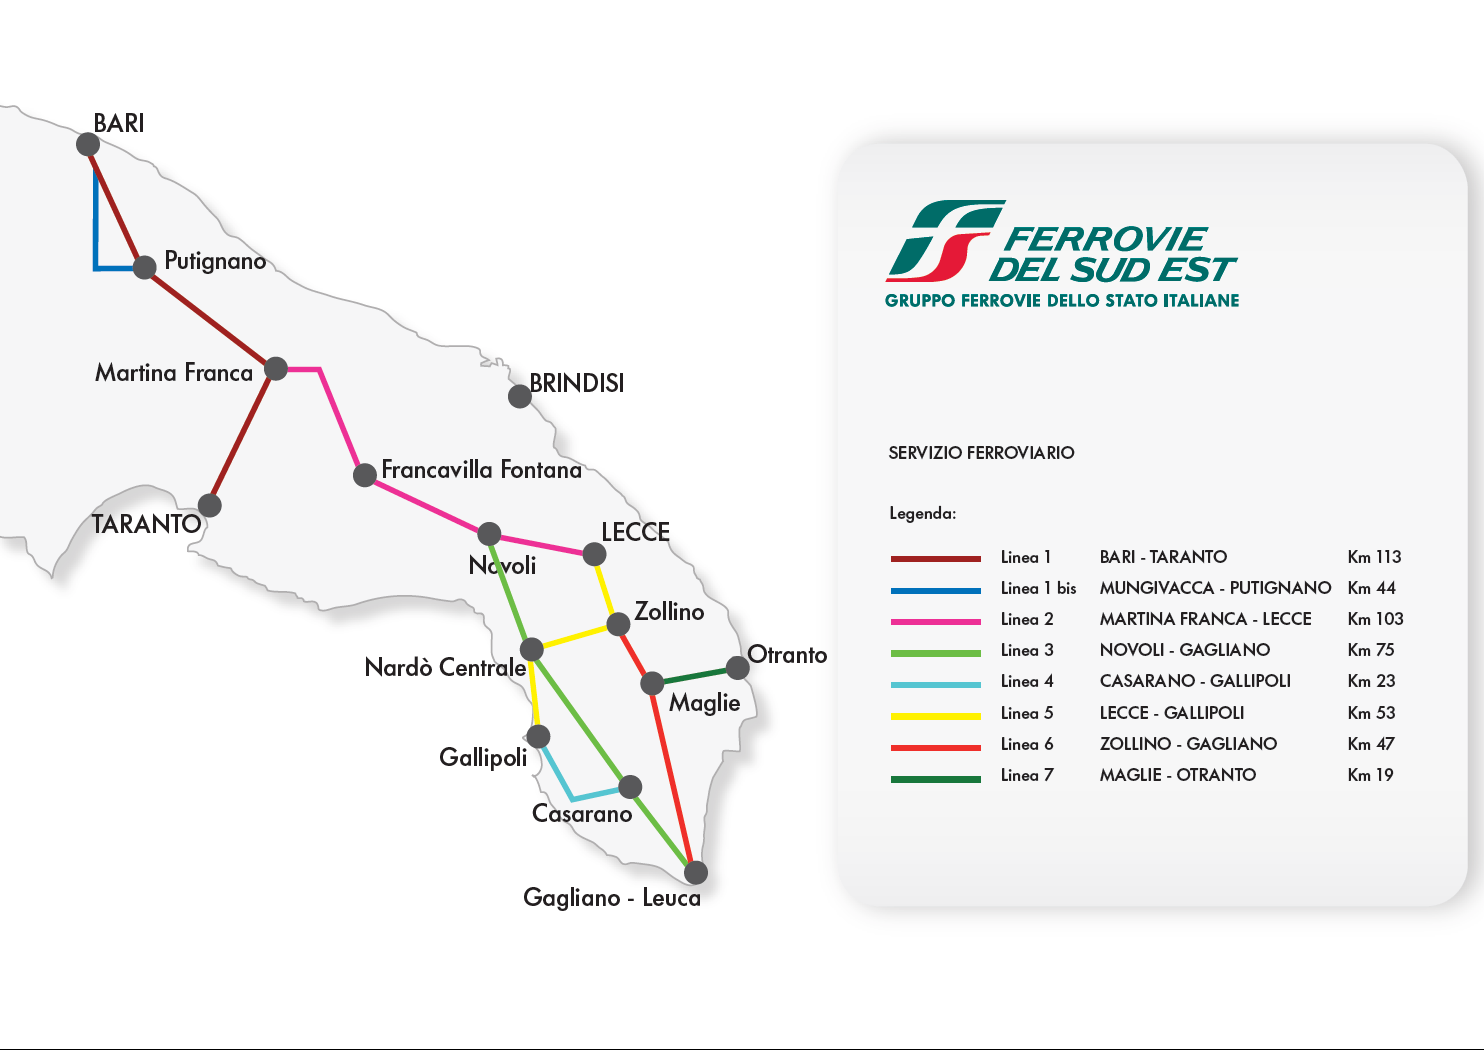 BARI
Putignano
Martina Franca
BRINDISI
Francavilla Fontana
TARANTO
LECCE
Novoli
Zollino
Otranto
Nardò Centrale
Maglie
Gallipoli
Casarano
Gagliano - Leuca
FERROVIE
DEL SUD EST
GRUPPO FERROVIE DELLO STATO ITALIANE
SERVIZIO FERROVIARIO
Legenda:
Linea 1 BARI - TARANTO Km 113
Linea 1 bis MUNGIVACCA - PUTIGNANO Km 44
Linea 2 MARTINA FRANCA - LECCE Km 103
Linea 3 NOVOLI - GAGLIANO Km 75
Linea 4 CASARANO - GALLIPOLI Km 23
Linea 5 LECCE - GALLIPOLI Km 53
Linea 6 ZOLLINO - GAGLIANO Km 47
Linea 7 MAGLIE - OTRANTO Km 19